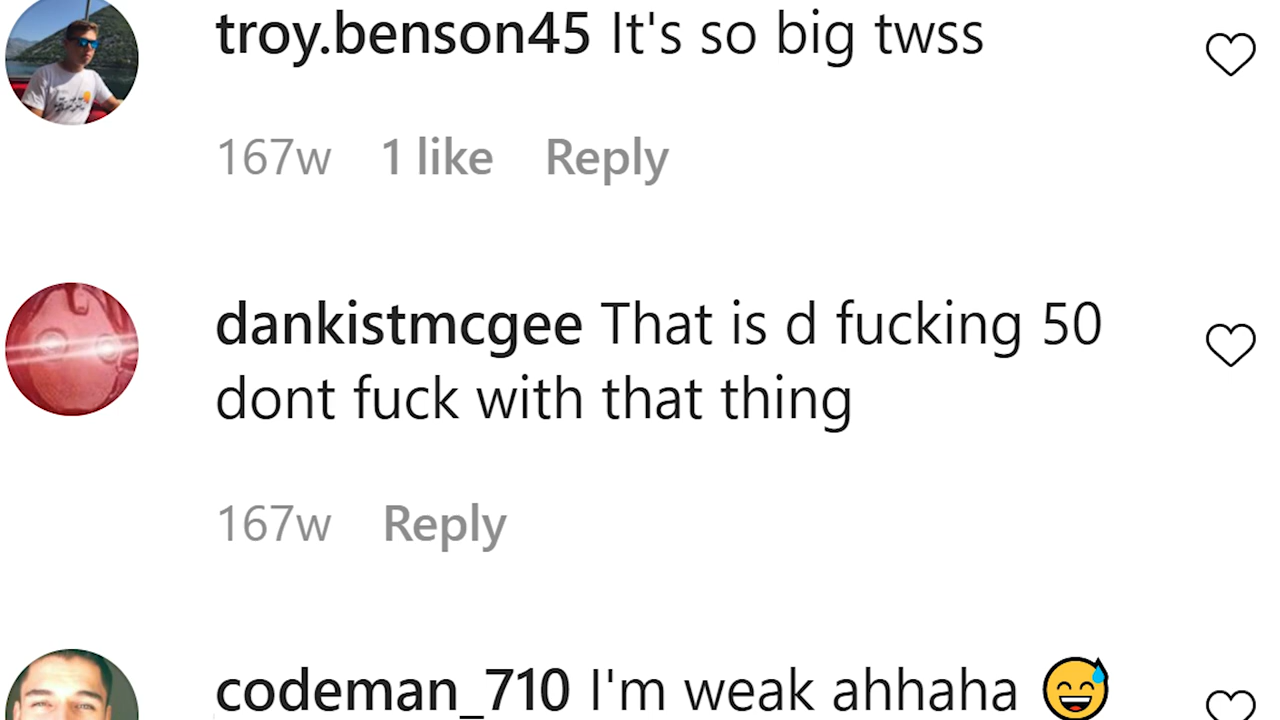 troy.benson45 It's so big twss
167w 1 like Reply
dankistmcgee That is d fucking 50
dont fuck with that thing
167w Reply
codeman_710 I'm weak ahhaha 😅